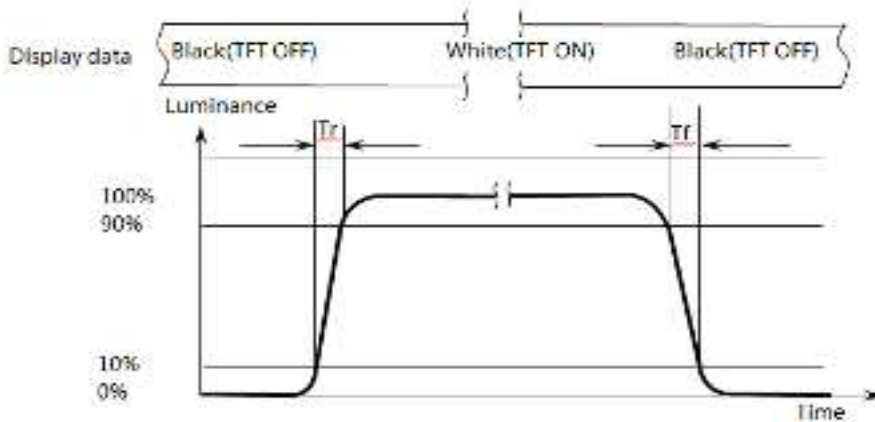 Display data Black(TFT OFF) White(TFT ON) Black(TFT OFF)
Luminance
Tr Tf
100%
90%
10%
0%
Time